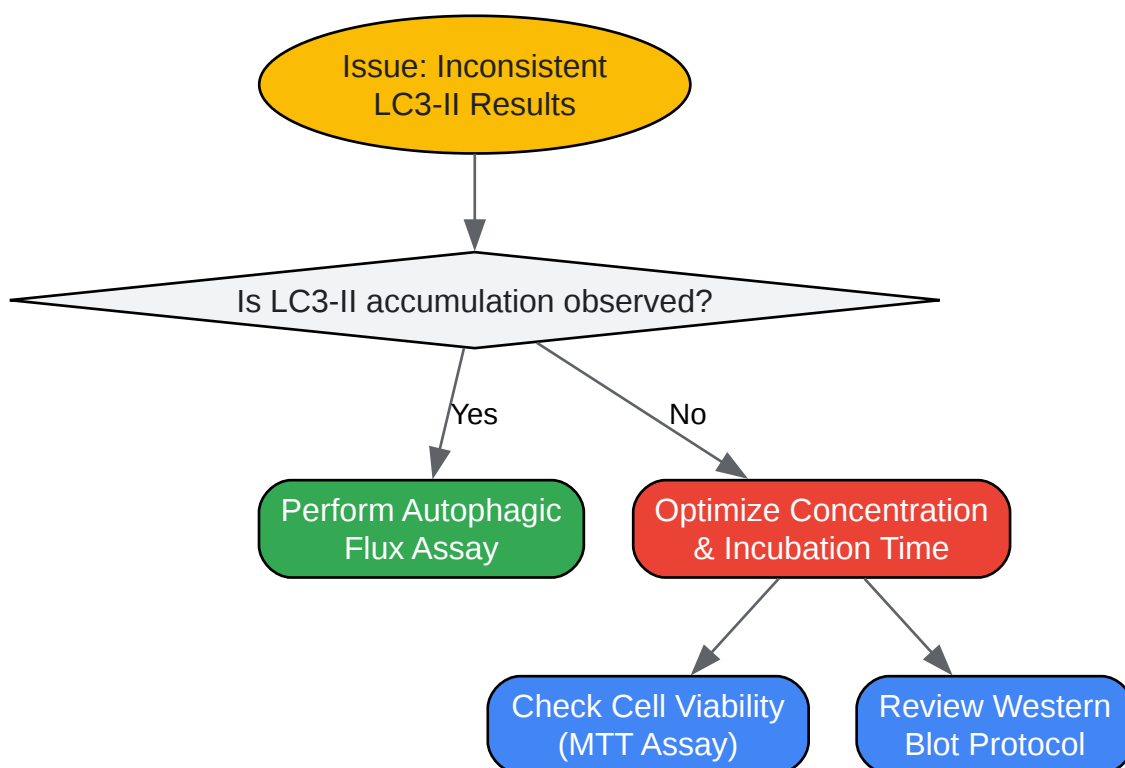 Issue: Inconsistent
LC3-II Results
Is LC3-II accumulation observed?
Yes
No
Perform Autophagic
Flux Assay
Optimize Concentration
& Incubation Time
Check Cell Viability
(MTT Assay)
Review Western
Blot Protocol